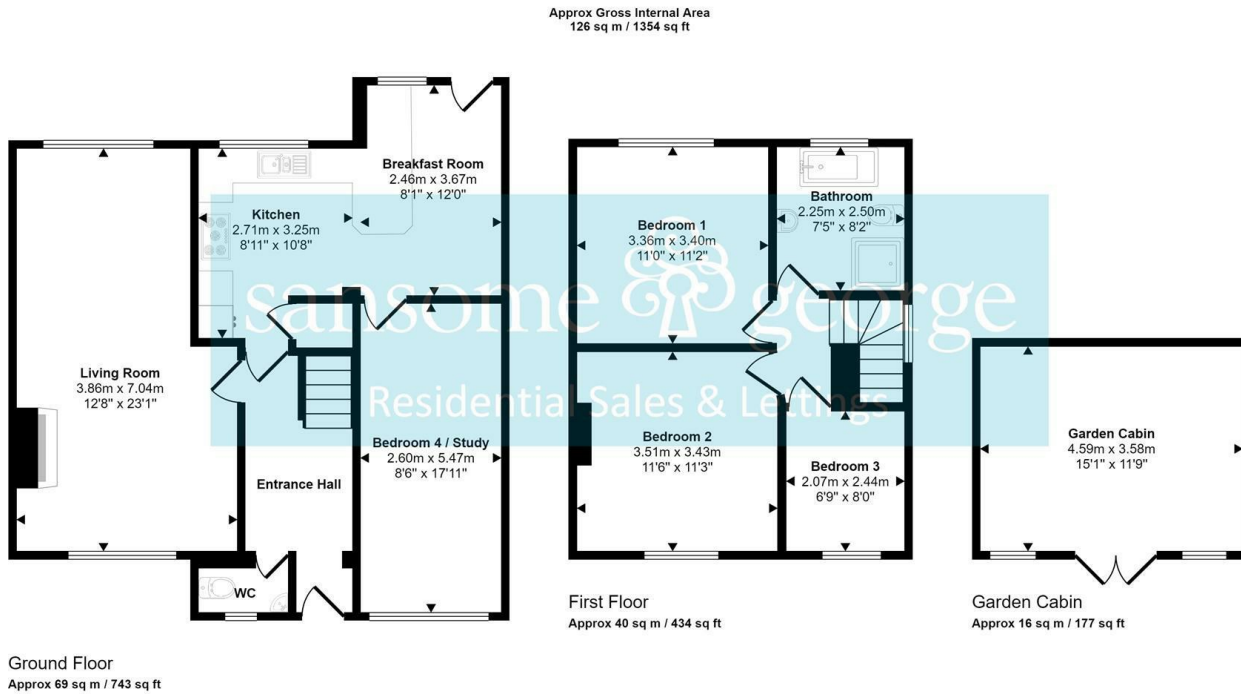 Approx Gross Internal Area
126 sq m / 1354 sq ft
Breakfast Room
2.46m x 3.67m
8'1" x 12'0"
Kitchen
2.71m x 3.25m
8'11" x 10'8"
Living Room
3.86m x 7.04m
12'8" x 23'1"
Bedroom 4 / Study
2.60m x 5.47m
8'6" x 17'11"
Entrance Hall
WC
Ground Floor
Approx 69 sq m / 743 sq ft
Bedroom 1
3.36m x 3.40m
11'0" x 11'2"
Bathroom
2.25m x 2.50m
7'5" x 8'2"
Bedroom 2
3.51m x 3.43m
11'6" x 11'3"
Bedroom 3
2.07m x 2.44m
6'9" x 8'0"
First Floor
Approx 40 sq m / 434 sq ft
Garden Cabin
4.59m x 3.58m
15'1" x 11'9"
Garden Cabin
Approx 16 sq m / 177 sq ft
sansome george
Residential Sales & Lettings